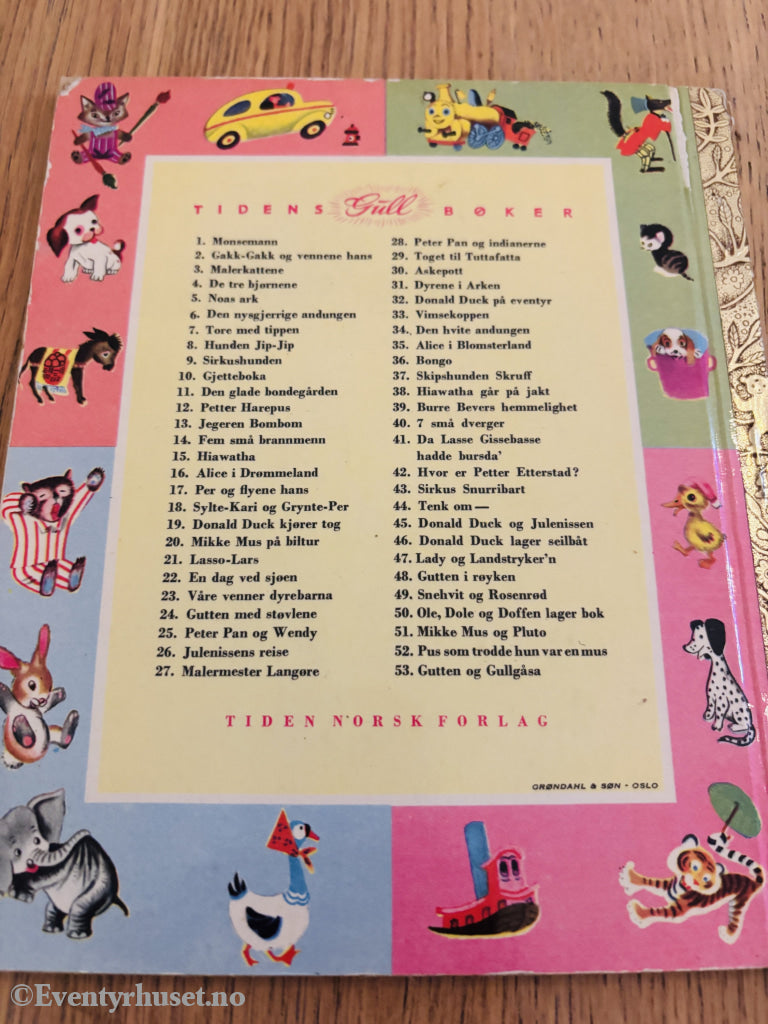 TIDENS Gull BØKER
1. Monsemann
2. Gakk-Gakk og vennene hans
3. Malerkattene
4. De tre bjørnene
5. Noas ark
6. Den nysgjerrige andungen
7. Tore med tippen
8. Hunden Jip-Jip
9. Sirkushunden
10. Gjetteboka
11. Den glade bondegården
12. Petter Harepus
13. Jegeren Bombom
14. Fem små brannmenn
15. Hiawatha
16. Alice i Drømmeland
17. Per og flyene hans
18. Sylte-Kari og Grynte-Per
19. Donald Duck kjører tog
20. Mikke Mus på biltur
21. Lasso-Lars
22. En dag ved sjøen
23. Våre venner dyrebarna
24. Gutten med støvlene
25. Peter Pan og Wendy
26. Julenissens reise
27. Malermester Langøre
28. Peter Pan og indianerne
29. Toget til Tuttafatta
30. Askepott
31. Dyrene i Arken
32. Donald Duck på eventyr
33. Vimsekoppen
34. Den hvite andungen
35. Alice i Blomsterland
36. Bongo
37. Skipshunden Skruff
38. Hiawatha går på jakt
39. Burre Bevers hemmelighet
40. 7 små dverger
41. Da Lasse Gissebasse
hadde bursda'
42. Hvor er Petter Etterstad?
43. Sirkus Snurribart
44. Tenk om —
45. Donald Duck og Julenissen
46. Donald Duck lager seilbåt
47. Lady og Landstryker'n
48. Gutten i røyken
49. Snehvit og Rosenrød
50. Ole, Dole og Doffen lager bok
51. Mikke Mus og Pluto
52. Pus som trodde hun var en mus
53. Gutten og Gullgåsa
TIDEN NORSK FORLAG
GRØNDAHL & SØN - OSLO
©Eventyrhuset.no